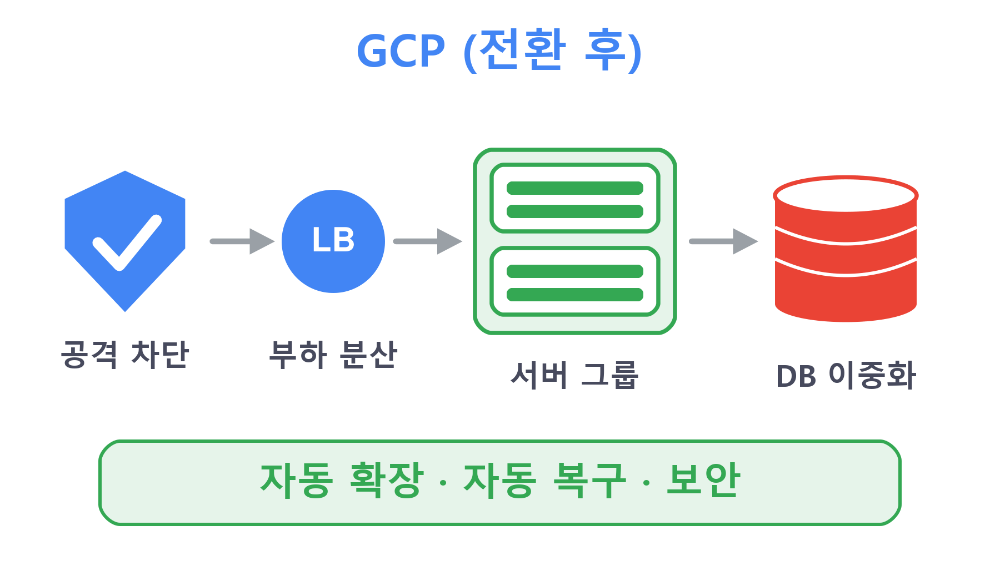 GCP (전환 후)
LB
공격 차단
부하 분산
서버 그룹
DB 이중화
자동 확장 · 자동 복구 · 보안